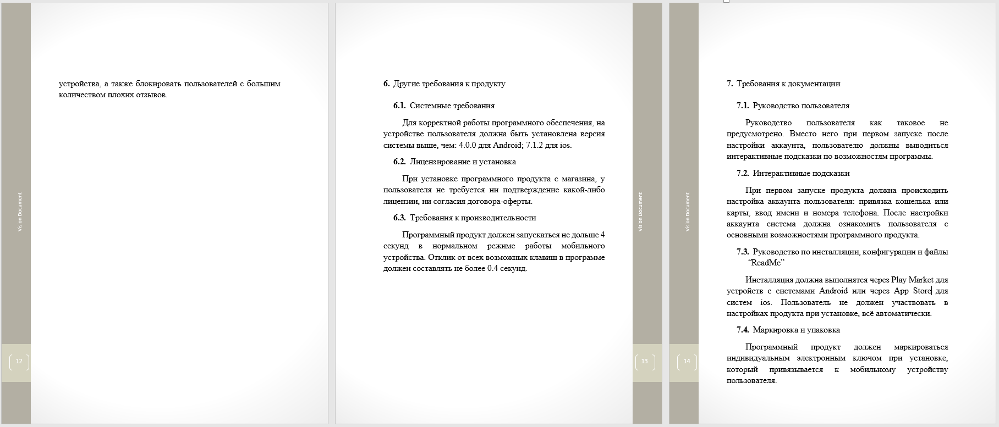 устройства, а также блокировать пользователей с большим
количеством плохих отзывов.
Vision Document
12
6. Другие требования к продукту
6.1. Системные требования
Для корректной работы программного обеспечения, на
устройстве пользователя должна быть установлена версия
системы выше, чем: 4.0.0 для Android; 7.1.2 для ios.
6.2. Лицензирование и установка
При установке программного продукта с магазина, у
пользователя не требуется ни подтверждение какой-либо
лицензии, ни согласия договора-оферты.
6.3. Требования к производительности
Программный продукт должен запускаться не дольше 4
секунд в нормальном режиме работы мобильного
устройства. Отклик от всех возможных клавиш в программе
должен составлять не более 0.4 секунд.
Vision Document
13
7. Требования к документации
7.1. Руководство пользователя
Руководство пользователя как таковое не
предусмотрено. Вместо него при первом запуске после
настройки аккаунта, пользователю должны выводиться
интерактивные подсказки по возможностям программы.
7.2. Интерактивные подсказки
При первом запуске продукта должна происходить
настройка аккаунта пользователя: привязка кошелька или
карты, ввод имени и номера телефона. После настройки
аккаунта система должна ознакомить пользователя с
основными возможностями программного продукта.
7.3. Руководство по инсталляции, конфигурации и файлы
“ReadMe”
Инсталляция должна выполнятся через Play Market для
устройств с системами Android или через App Store для
систем ios. Пользователь не должен участвовать в
настройках продукта при установке, всё автоматически.
7.4. Маркировка и упаковка
Программный продукт должен маркироваться
индивидуальным электронным ключом при установке,
который привязывается к мобильному устройству
пользователя.
Vision Document
14